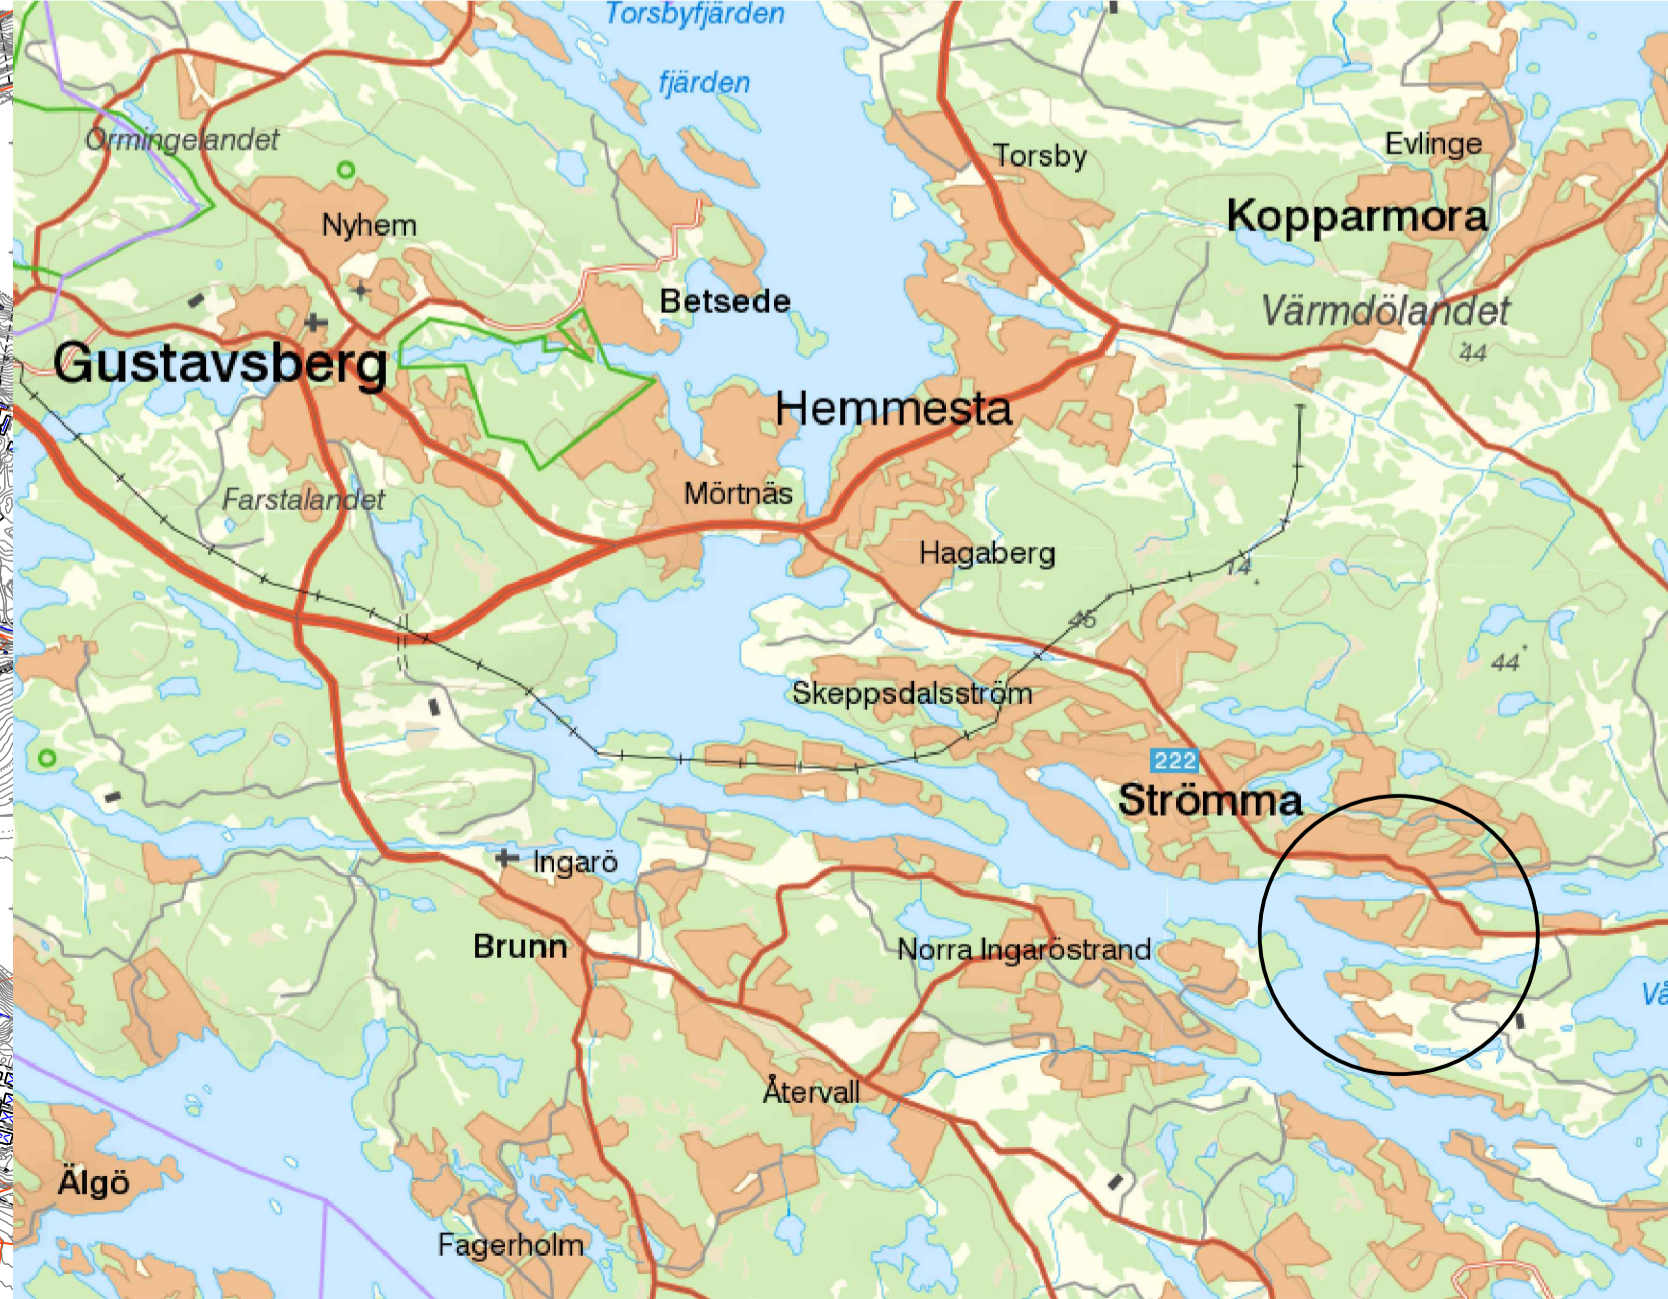 Torsbyfjärden
fjärden
Ormingelandet
Torsby
Evlinge
Nyhem
Kopparmora
Betsede
Värmdölandet
44
Gustavsberg
Hemmesta
Mörtnäs
Farstalandet
Hagaberg
14
46
44
Skeppsdalsström
222
Strömma
Ingarö
Brunn
Norra Ingaröstrand
Återvall
Älgö
Fagerholm